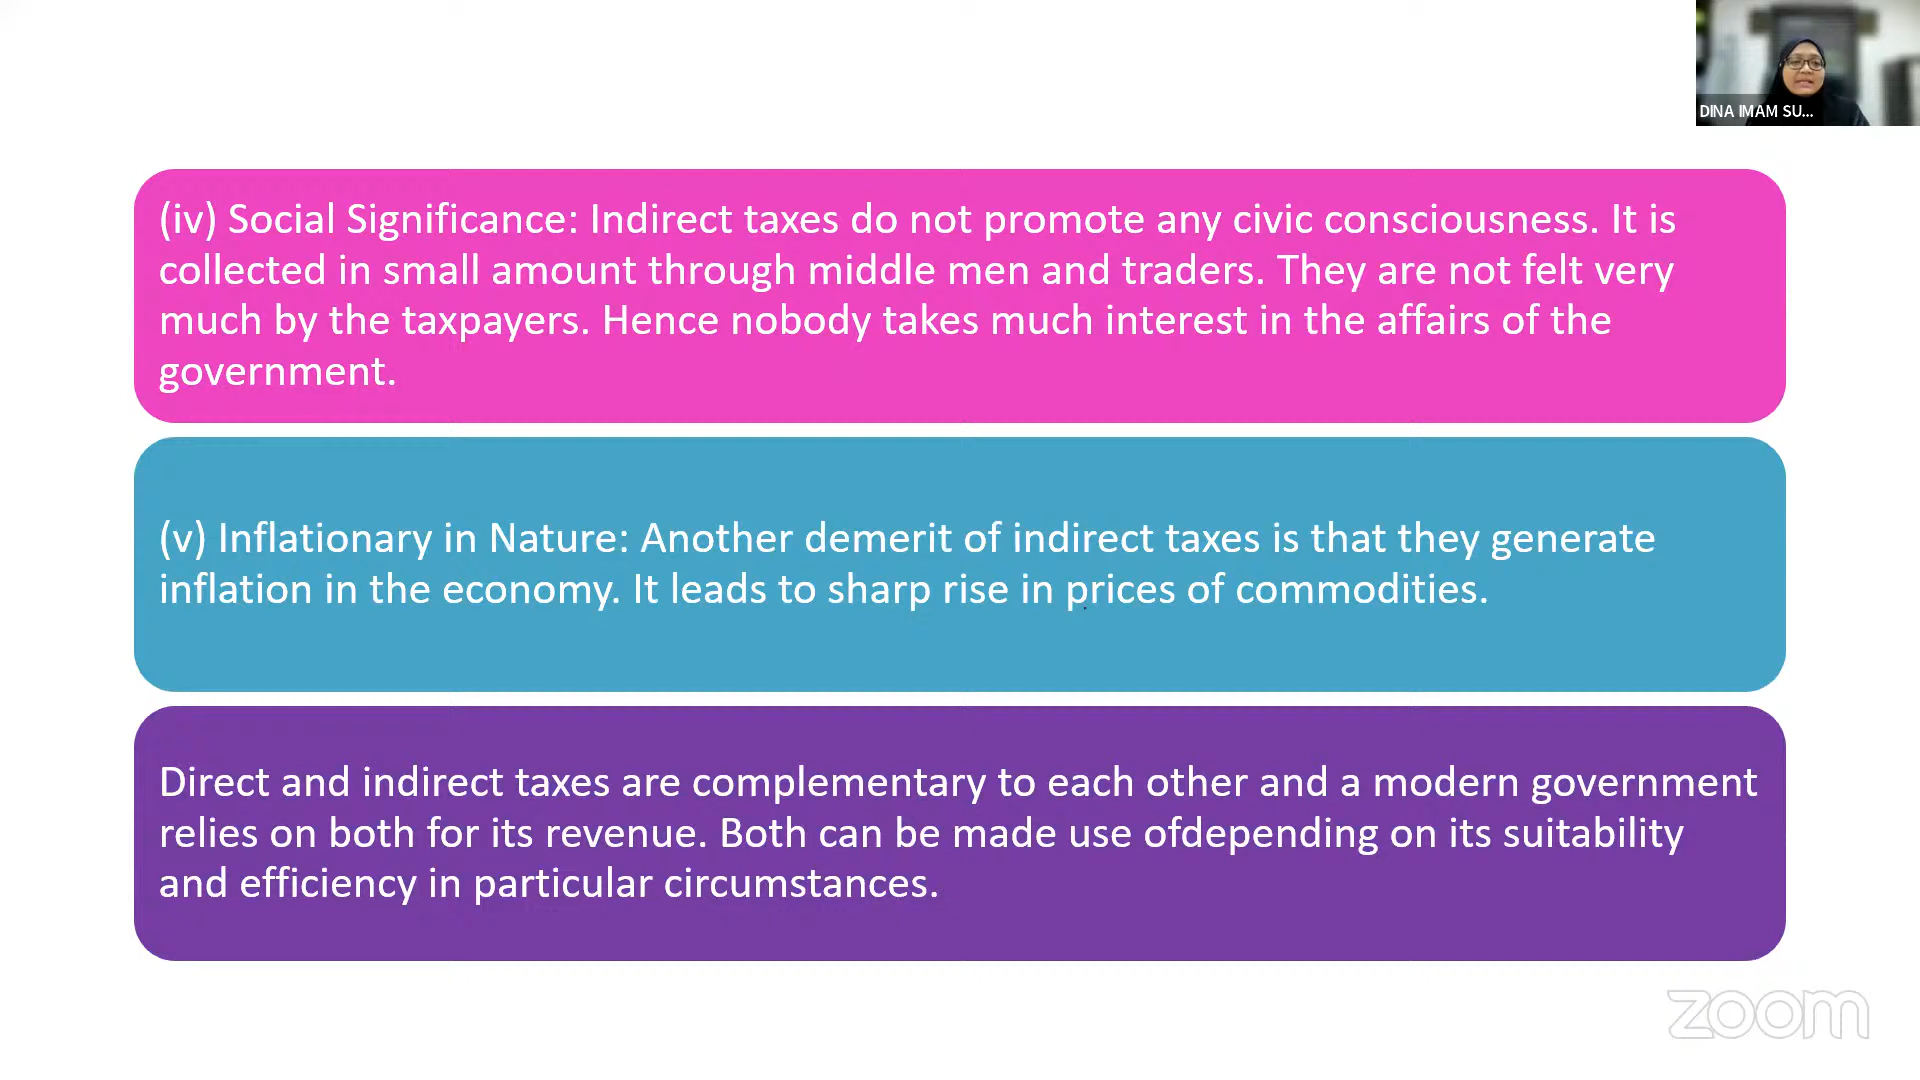 DINA IMAM SU...
(iv) Social Significance: Indirect taxes do not promote any civic consciousness. It is
collected in small amount through middle men and traders. They are not felt very
much by the taxpayers. Hence nobody takes much interest in the affairs of the
government.
(v) Inflationary in Nature: Another demerit of indirect taxes is that they generate
inflation in the economy. It leads to sharp rise in prices of commodities.
Direct and indirect taxes are complementary to each other and a modern government
relies on both for its revenue. Both can be made use ofdepending on its suitability
and efficiency in particular circumstances.
zoom